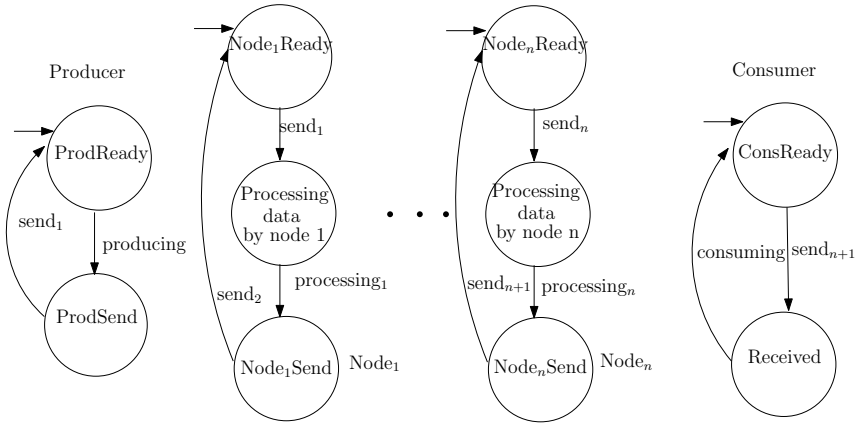 Producer
ProdReady
send₁
producing
ProdSend
Node₁Ready
send₁
Processing
data
by node 1
processing₁
send₂
Node₁Send
Node₁
NodeₙReady
sendₙ
Processing
data
by node n
sendₙ₊₁
processingₙ
NodeₙSend
Nodeₙ
Consumer
ConsReady
consuming
sendₙ₊₁
Received